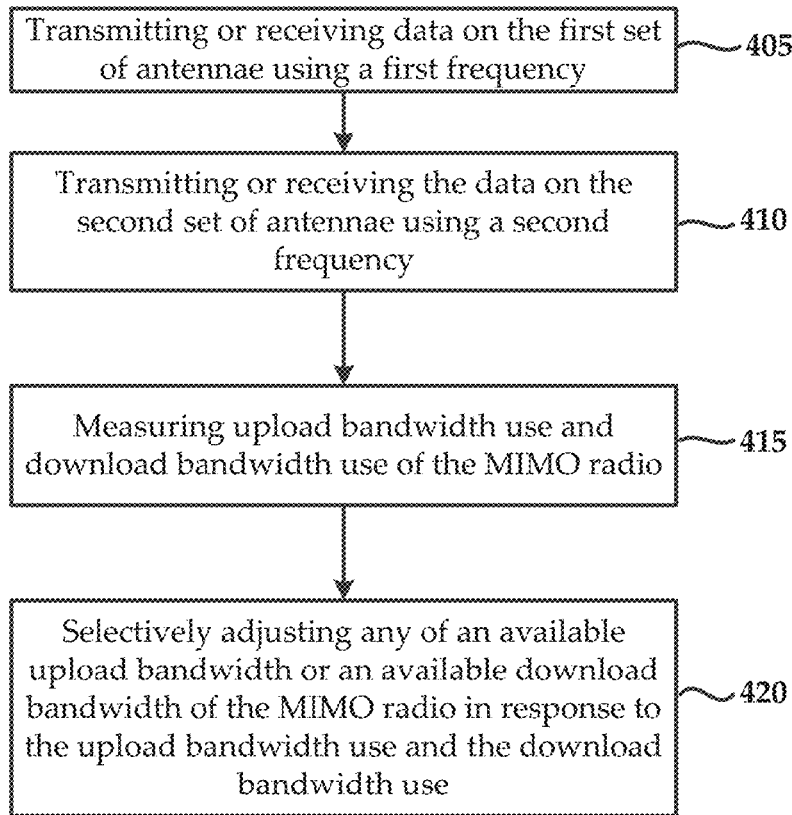 Transmitting or receiving data on the first set
of antennae using a first frequency
405
Transmitting or receiving the data on the
second set of antennae using a second
frequency
410
Measuring upload bandwidth use and
download bandwidth use of the MIMO radio
415
Selectively adjusting any of an available
upload bandwidth or an available download
bandwidth of the MIMO radio in response to
the upload bandwidth use and the download
bandwidth use
420